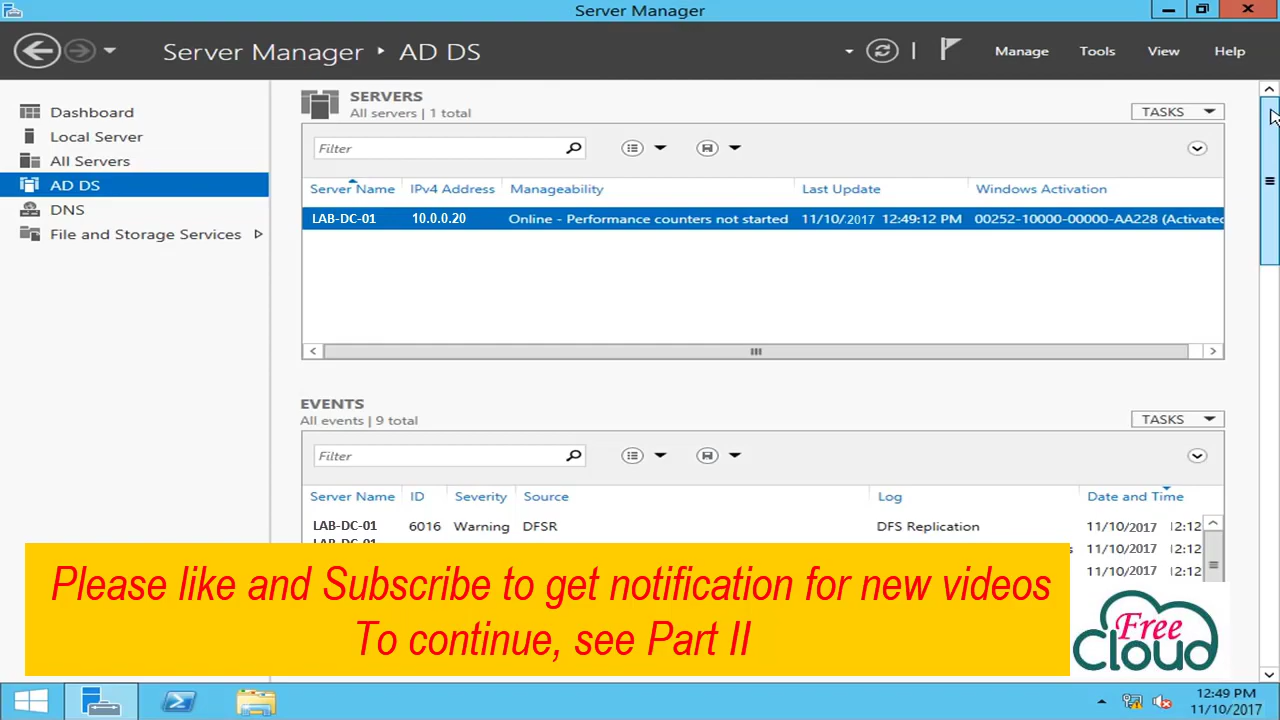 Server Manager
Server Manager ‣ AD DS
Manage Tools View Help
Dashboard
Local Server
All Servers
AD DS
DNS
File and Storage Services
SERVERS
All servers | 1 total
TASKS
Filter
Server Name IPv4 Address Manageability Last Update Windows Activation
LAB-DC-01 10.0.0.20 Online - Performance counters not started 11/10/.2017 12:49:12 PM 00252-10000-00000-AA228 (Activated
EVENTS
All events | 9 total
TASKS
Filter
Server Name ID Severity Source Log Date and Time
LAB-DC-01 6016 Warning DFSR DFS Replication 11/10/2017 12:12
11/10/2017 12:12
11/10/2017 12:12
Please like and Subscribe to get notification for new videos
To continue, see Part II
Free
Cloud
12:49 PM
11/10/2017